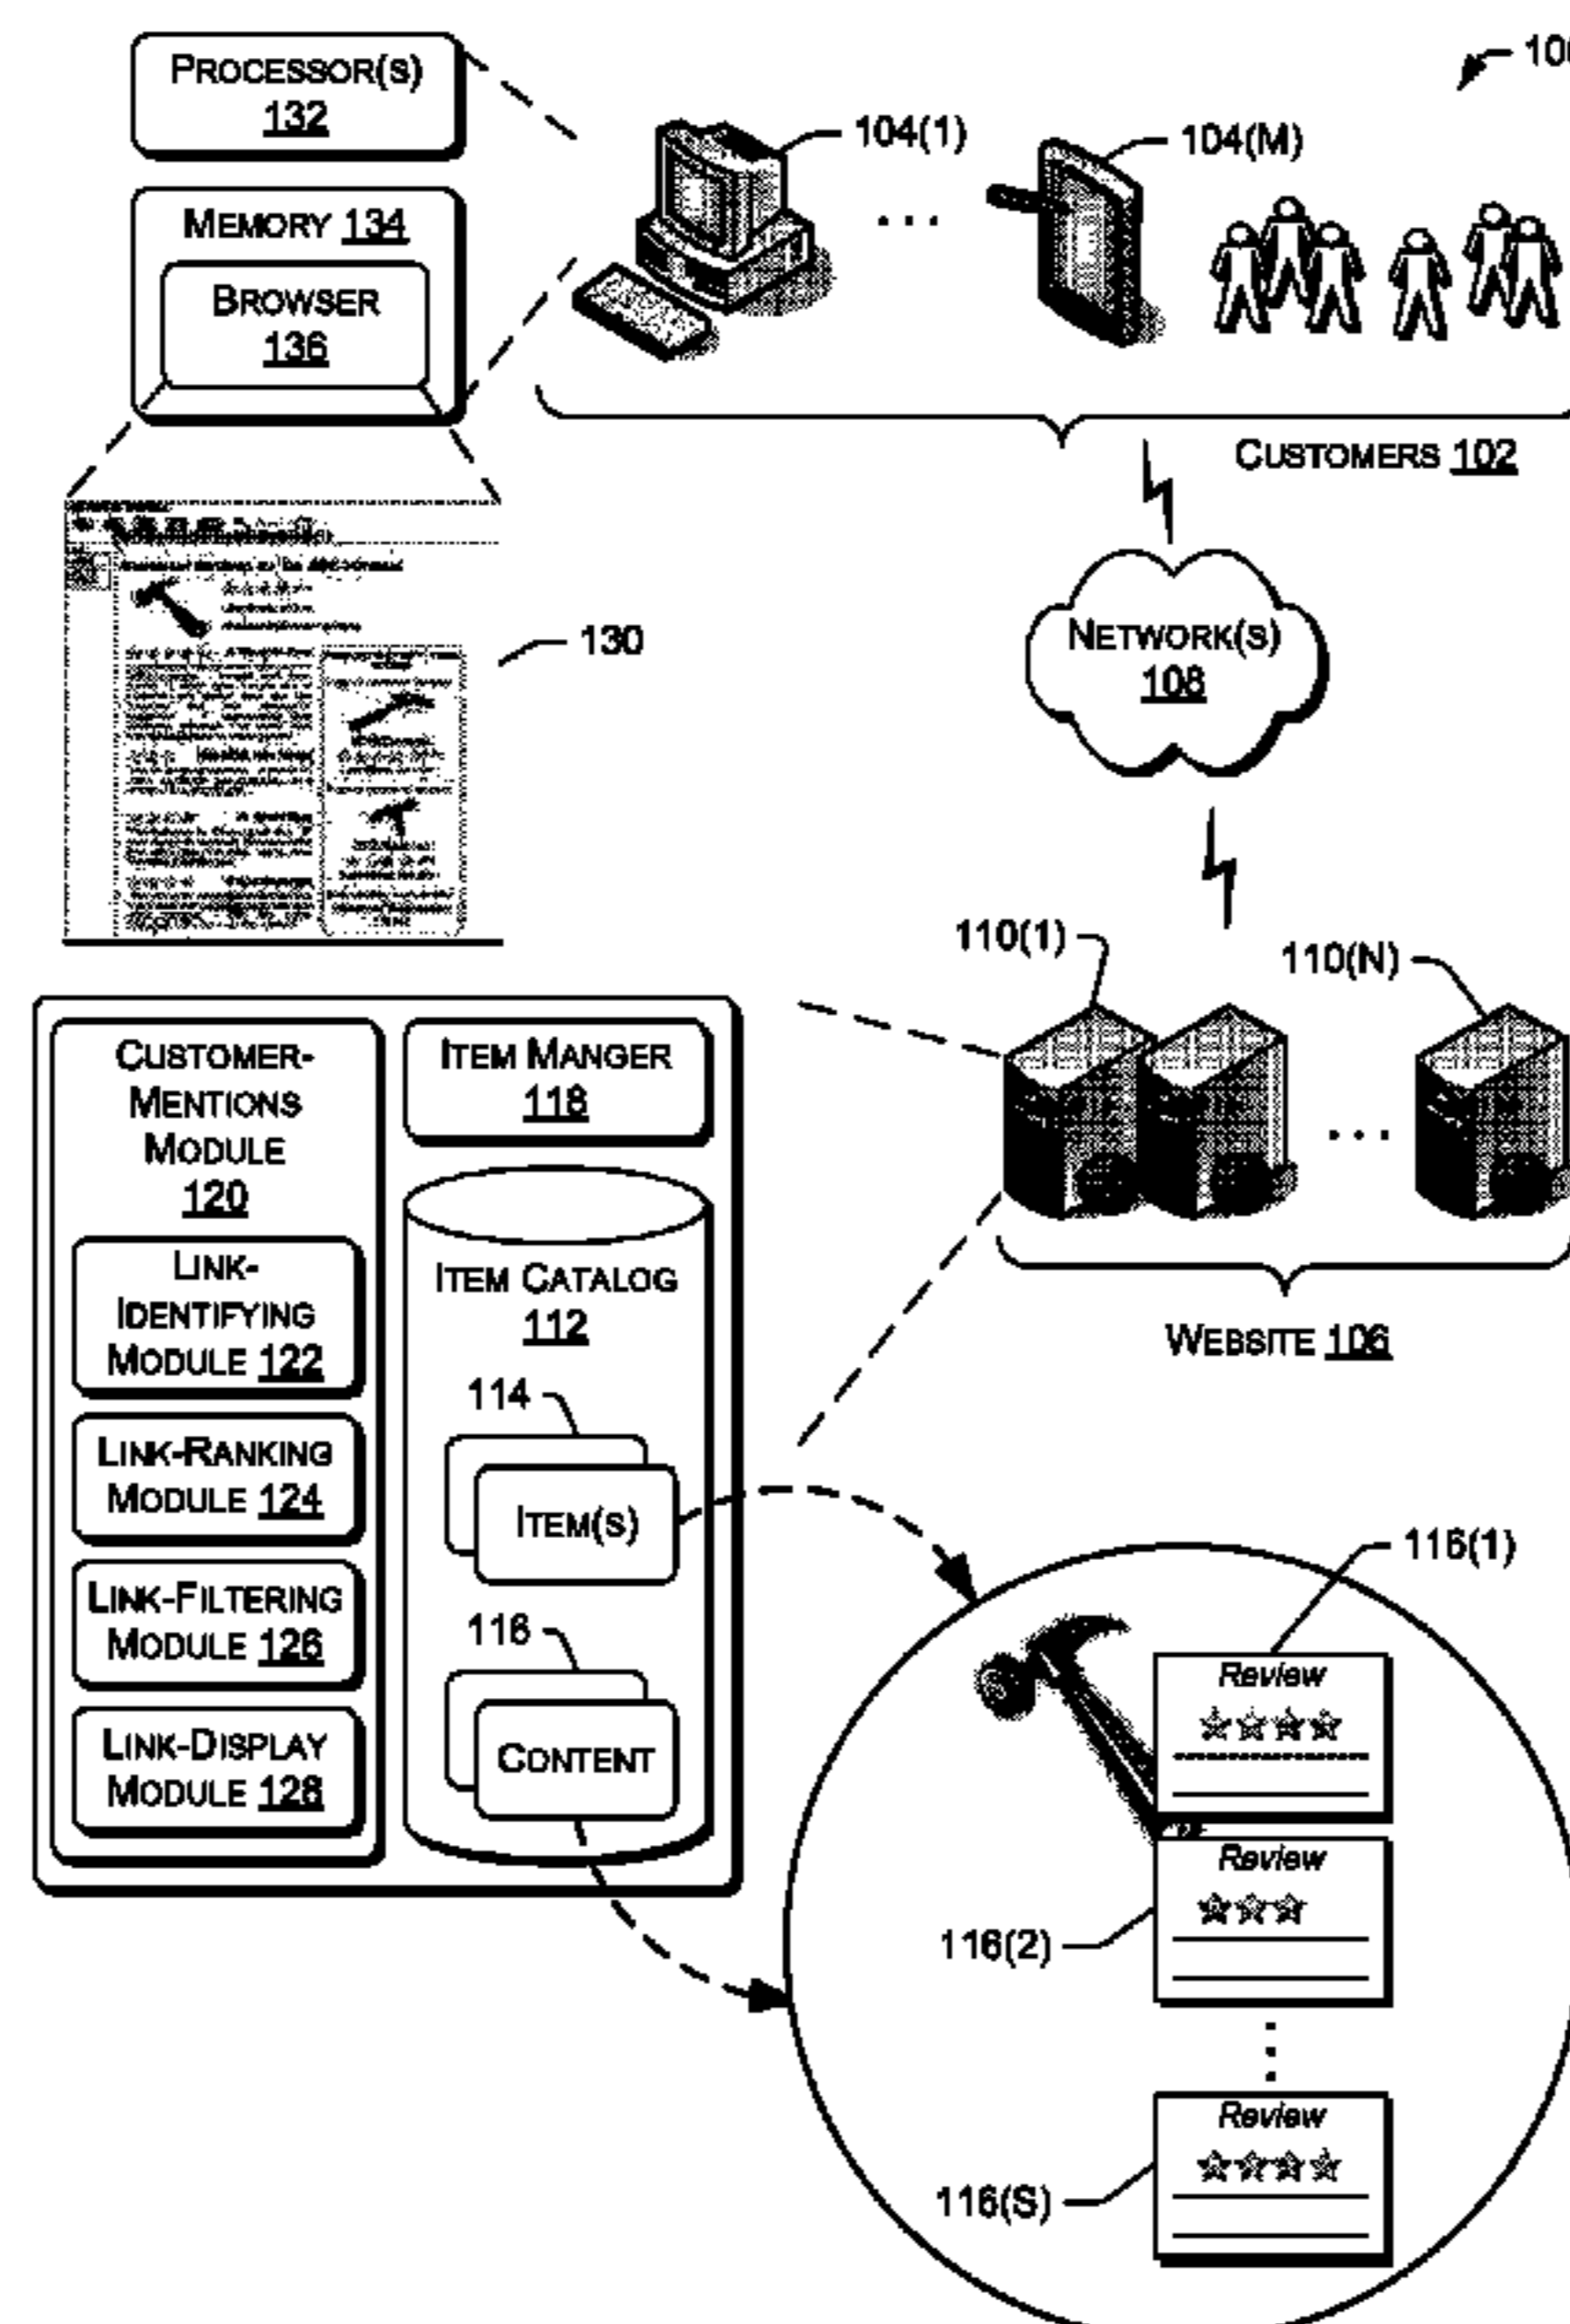 PROCESSOR(S)
132
MEMORY 134
BROWSER
136
104(1)
104(M)
CUSTOMERS 102
130
NETWORK(S)
108
110(1)
110(N)
WEBSITE 106
CUSTOMER-
MENTIONS
MODULE
120
LINK-
IDENTIFYING
MODULE 122
LINK-RANKING
MODULE 124
LINK-FILTERING
MODULE 126
LINK-DISPLAY
MODULE 128
ITEM MANGER
118
ITEM CATALOG
112
114
ITEM(S)
116
CONTENT
116(1)
Review
116(2)
Review
116(S)
Review